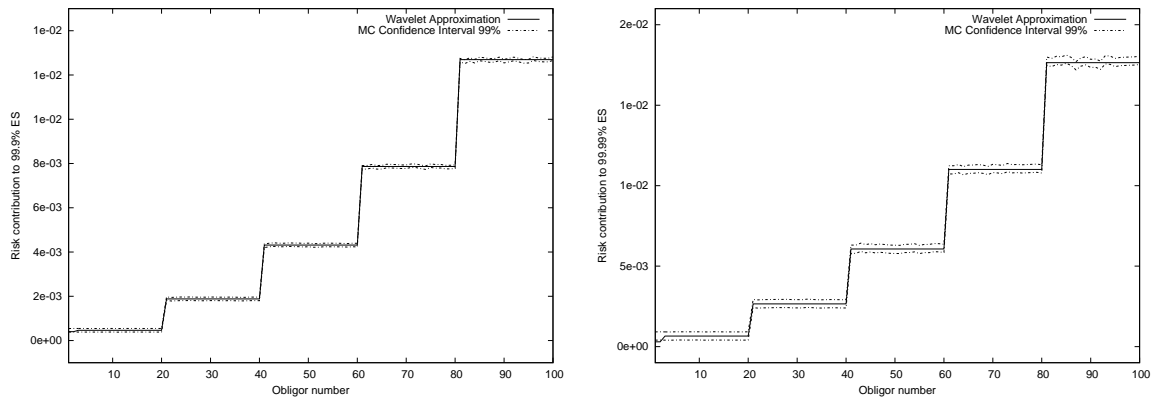 Wavelet Approximation
MC Confidence Interval 99%
1e-02
1e-02
8e-03
6e-03
4e-03
2e-03
0e+00
Risk contribution to 99.9% ES
10 20 30 40 50 60 70 80 90 100
Obligor number
Wavelet Approximation
MC Confidence Interval 99%
2e-02
1e-02
1e-02
5e-03
0e+00
Risk contribution to 99.99% ES
10 20 30 40 50 60 70 80 90 100
Obligor number